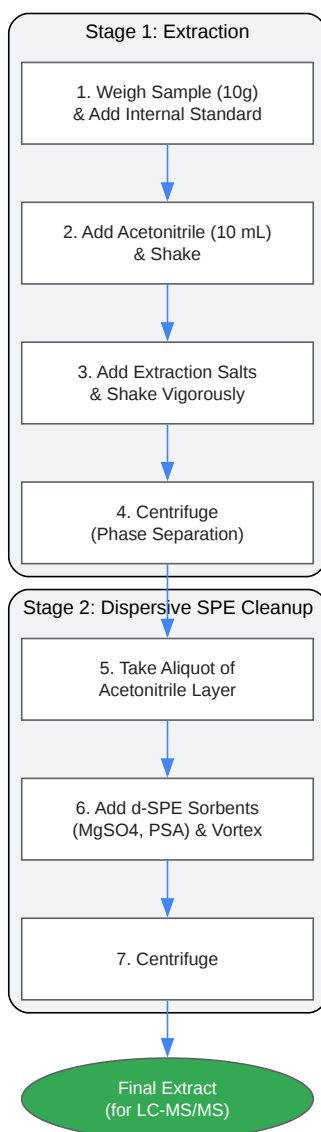 Stage 1: Extraction
1. Weigh Sample (10g)
& Add Internal Standard
2. Add Acetonitrile (10 mL)
& Shake
3. Add Extraction Salts
& Shake Vigorously
4. Centrifuge
(Phase Separation)
Stage 2: Dispersive SPE Cleanup
5. Take Aliquot of
Acetonitrile Layer
6. Add d-SPE Sorbents
(MgSO4, PSA) & Vortex
7. Centrifuge
Final Extract
(for LC-MS/MS)